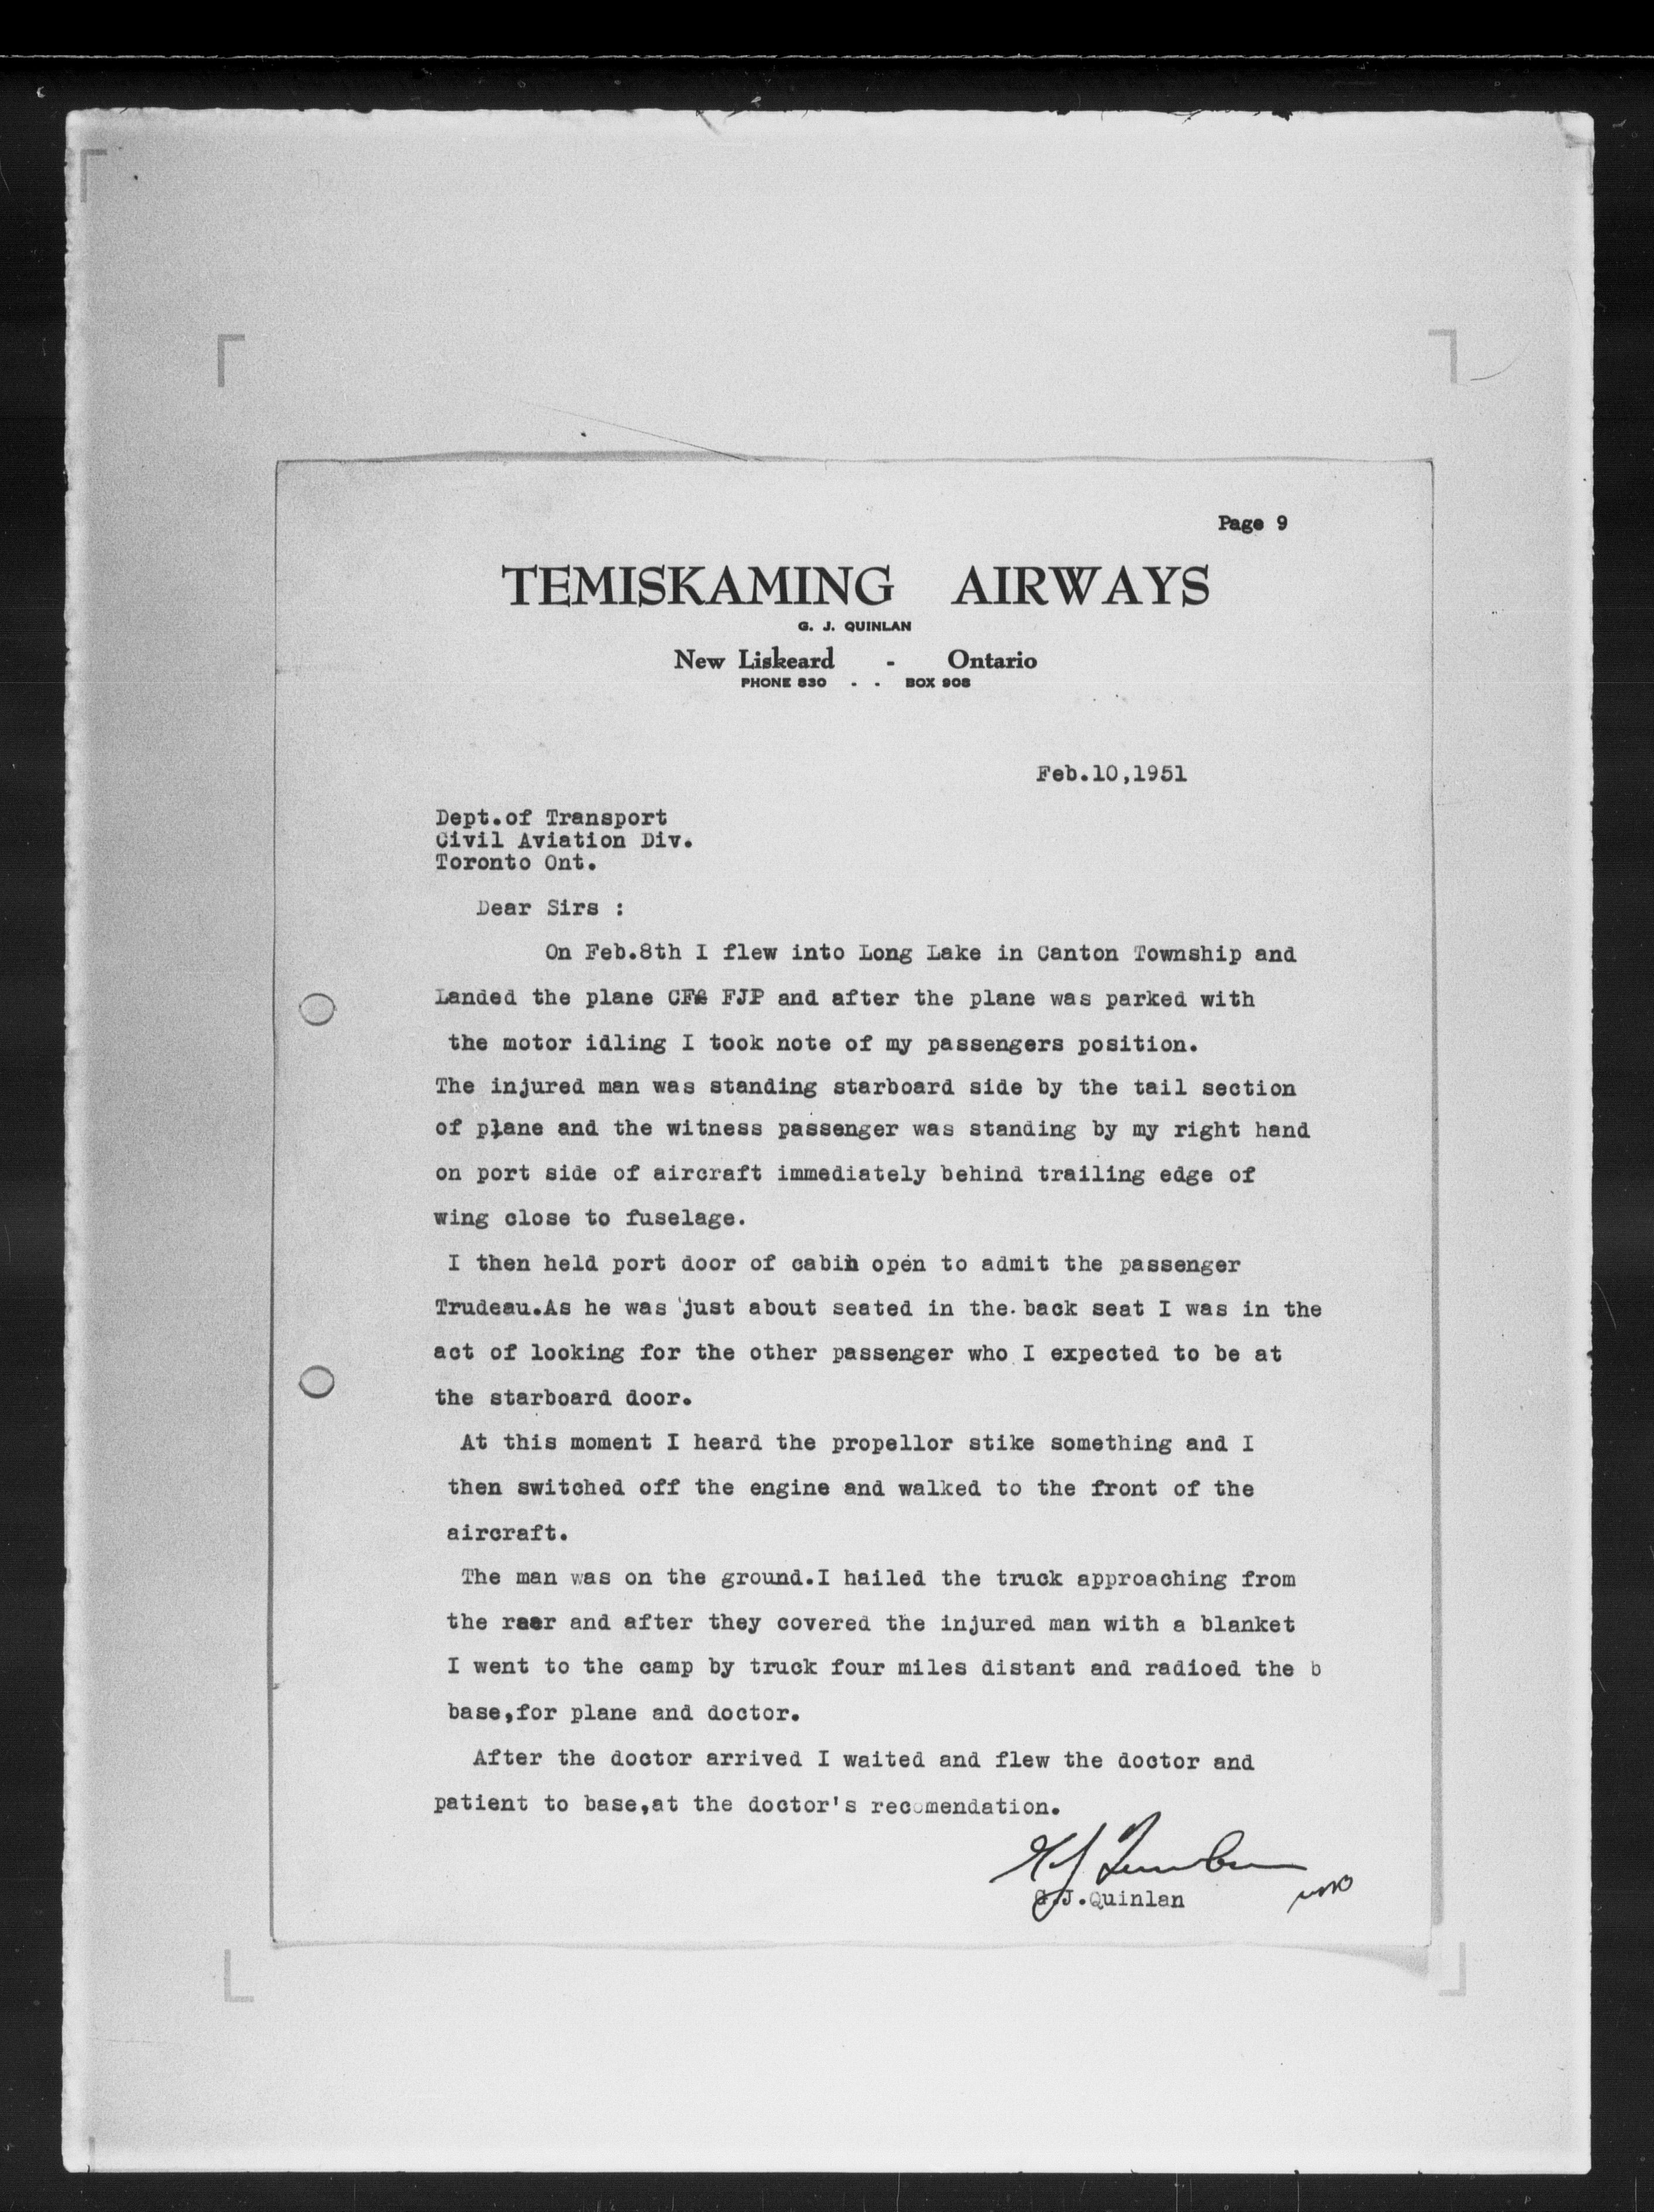 Page 9
TEMISKAMING AIRWAYS
G. J. QUINLAN
New Liskeard - Ontario
PHONE 830 - - BOX 908
Feb.10,1951
Dept.of Transport
Civil Aviation Div.
Toronto Ont.
Dear Sirs :
On Feb.8th I flew into Long Lake in Canton Township and
Landed the plane CF FJP and after the plane was parked with
the motor idling I took note of my passengers position.
The injured man was standing starboard side by the tail section
of plane and the witness passenger was standing by my right hand
on port side of aircraft immediately behind trailing edge of
wing close to fuselage.
I then held port door of cabin open to admit the passenger
Trudeau.As he was just about seated in the back seat I was in the
act of looking for the other passenger who I expected to be at
the starboard door.
At this moment I heard the propellor stike something and I
then switched off the engine and walked to the front of the
aircraft.
The man was on the ground.I hailed the truck approaching from
the raer and after they covered the injured man with a blanket
I went to the camp by truck four miles distant and radioed the b
base,for plane and doctor.
After the doctor arrived I waited and flew the doctor and
patient to base,at the doctor's recomendation.
G.J.Quinlan